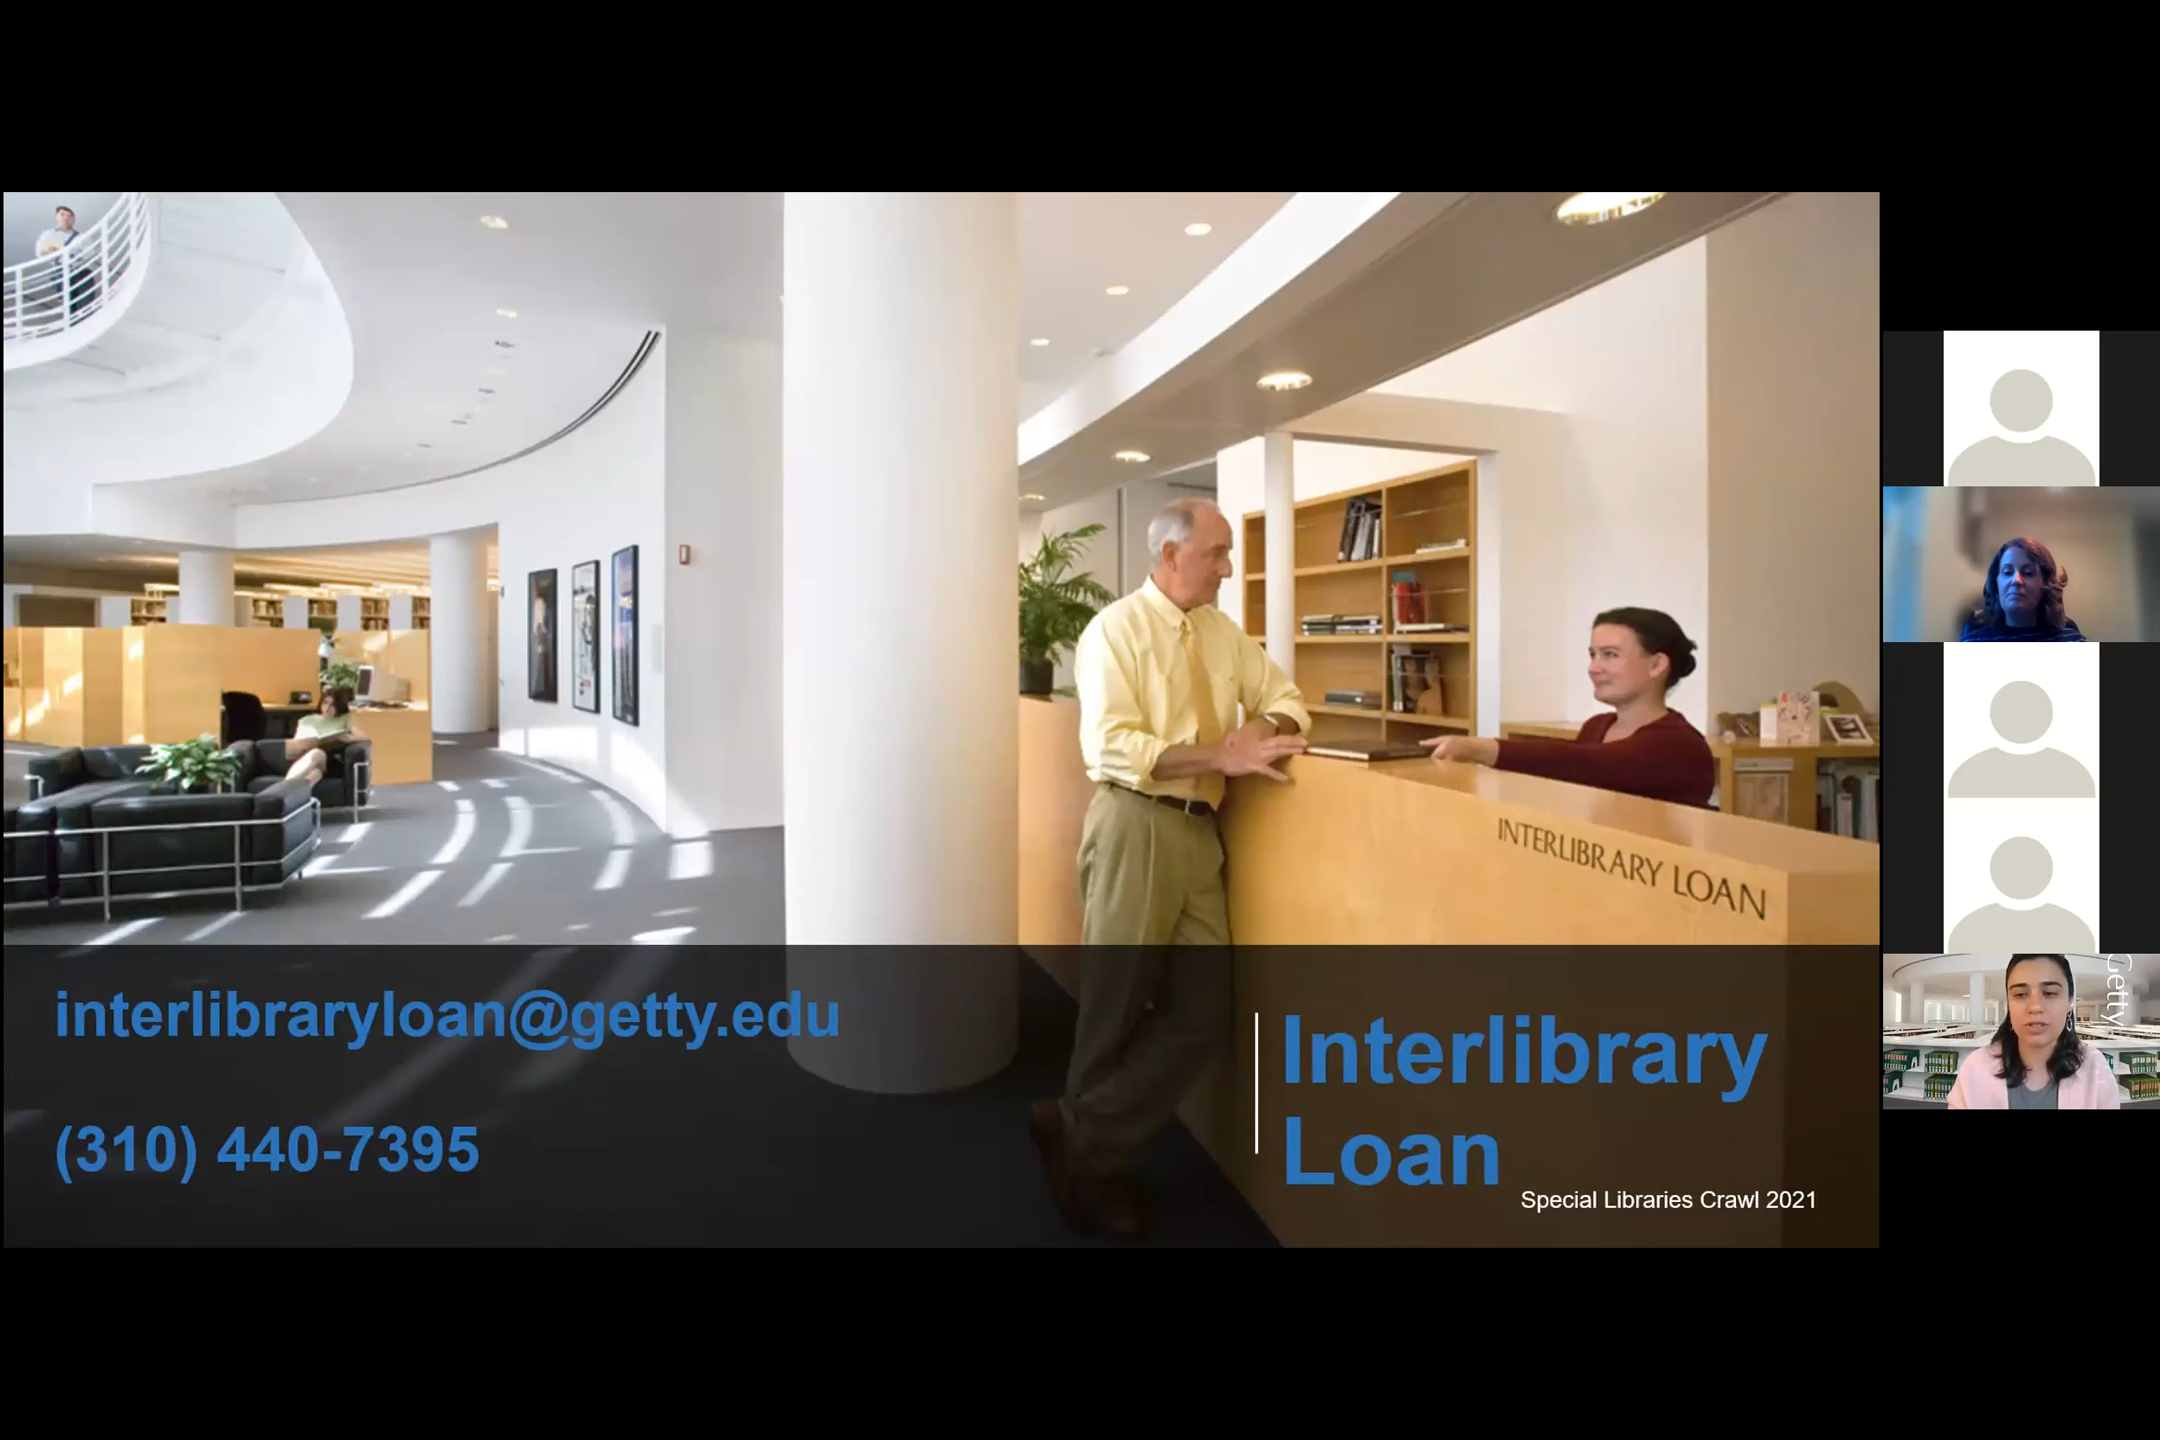 INTERLIBRARY LOAN
interlibraryloan@getty.edu
(310) 440-7395
Interlibrary
Loan
Special Libraries Crawl 2021
Getty